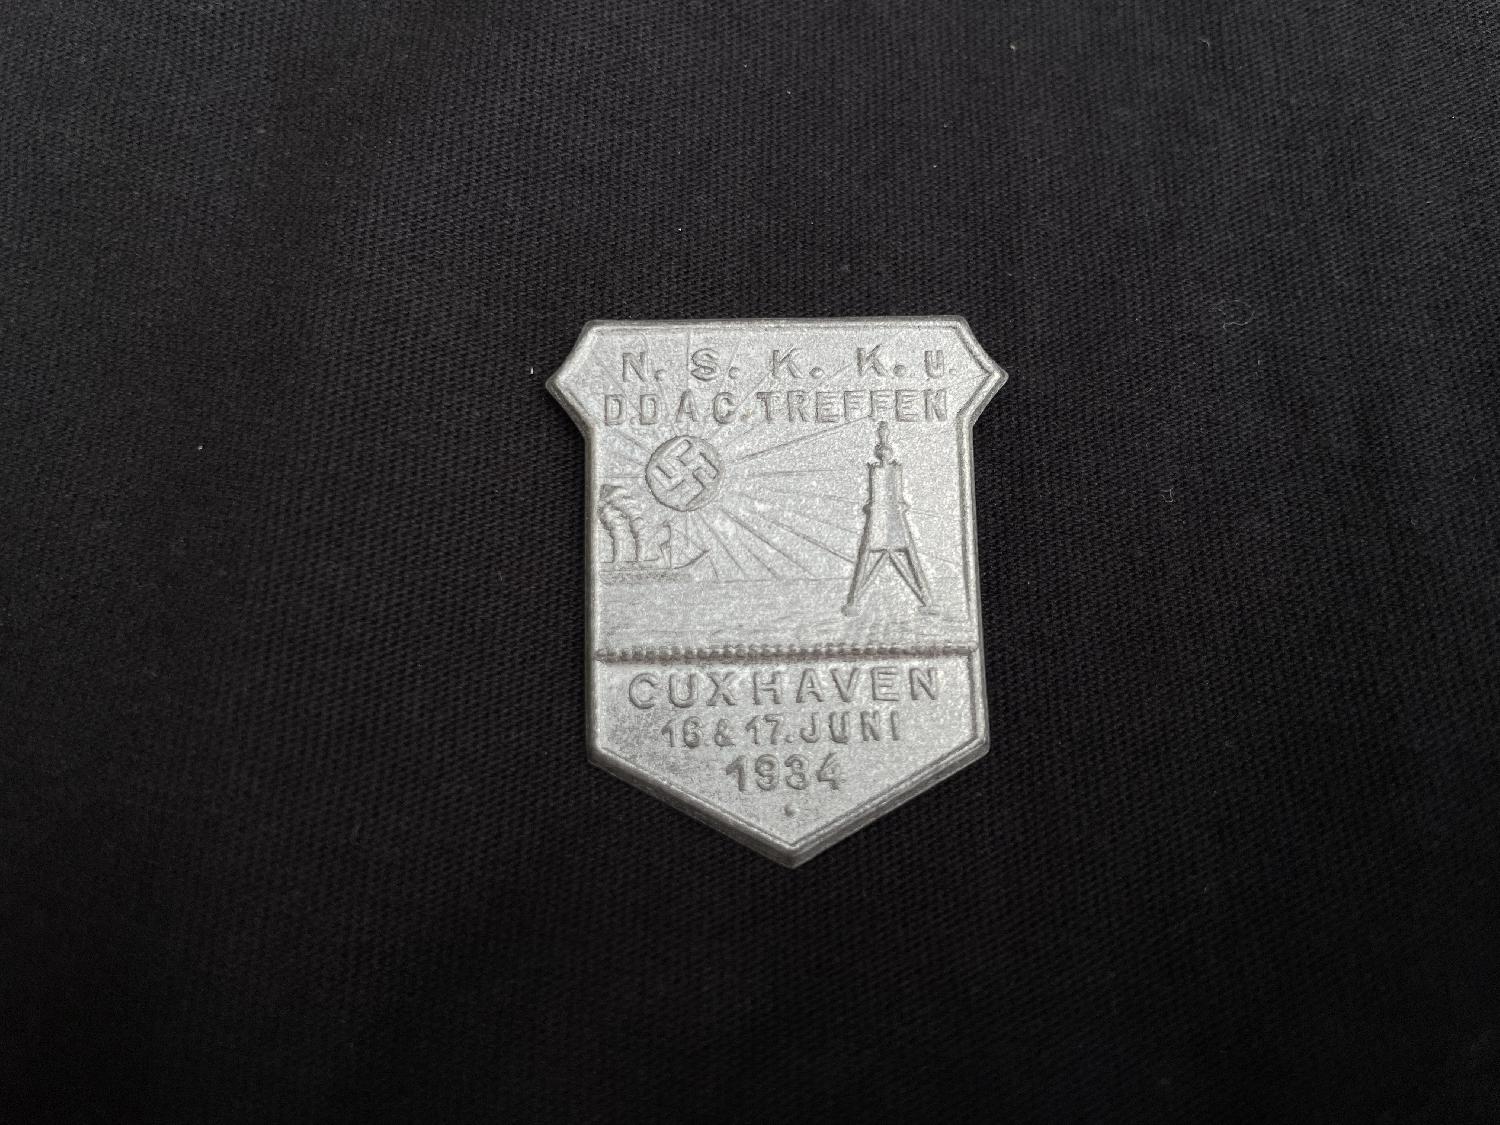 N. S. K. K. u.
D.D.A.C. TREFFEN
CUXHAVEN
16. & 17. JUNI
1934